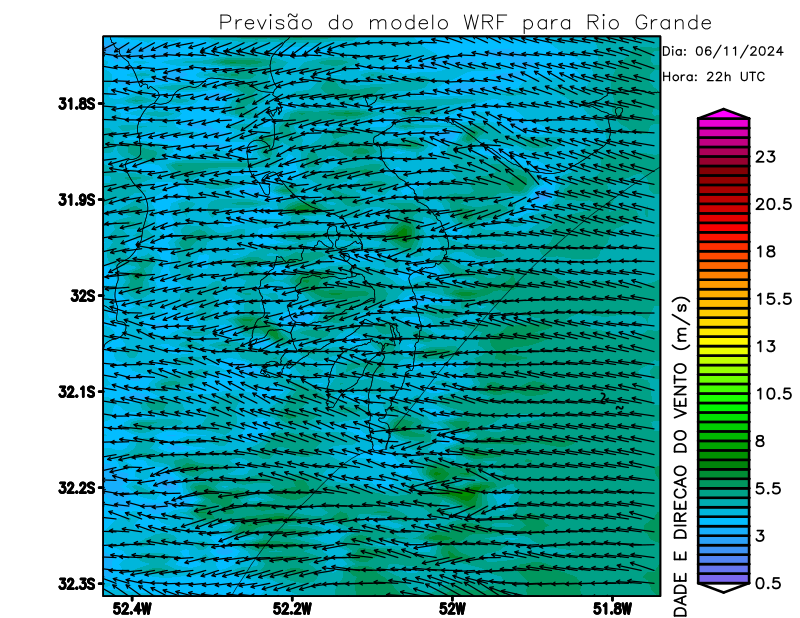 Previsão do modelo WRF para Rio Grande
Dia: 06/11/2024
Hora: 22h UTC
31.8S
31.9S
32S
32.1S
32.2S
32.3S
52.4W
52.2W
52W
51.8W
23
20.5
18
15.5
13
10.5
8
5.5
3
0.5
DADE E DIRECAO DO VENTO (m/s)